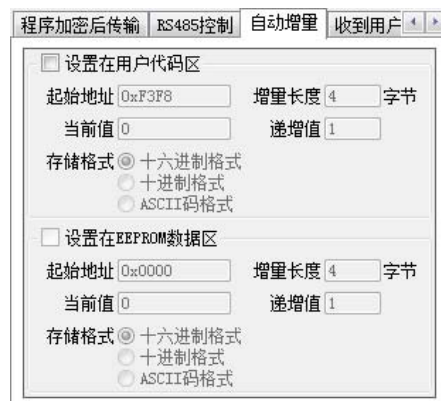 程序加密后传输 RS485控制 自动增量 收到用户
设置在用户代码区
起始地址 0xF3F8 增量长度 4 字节
当前值 0 递增值 1
存储格式 十六进制格式
十进制格式
ASCII码格式
设置在EEPROM数据区
起始地址 0x0000 增量长度 4 字节
当前值 0 递增值 1
存储格式 十六进制格式
十进制格式
ASCII码格式